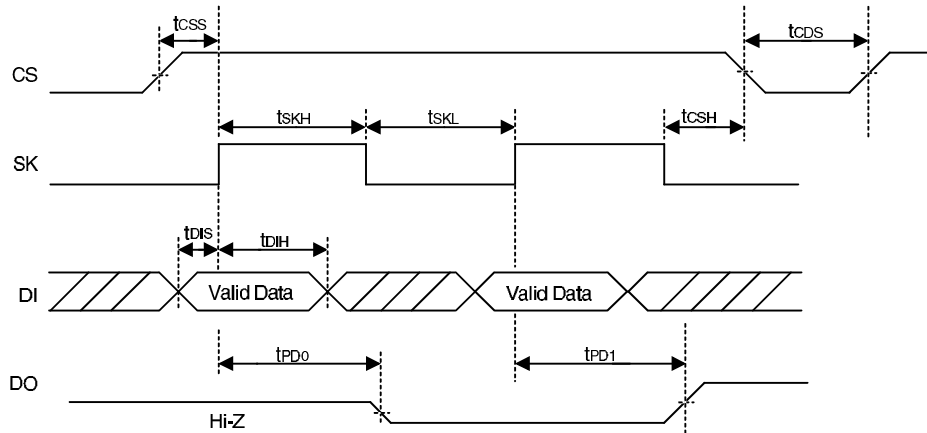 tCSS
tCDS
CS
tSKH
tSKL
tCSH
SK
tDIS
tDIH
DI
Valid Data
Valid Data
tPD0
tPD1
DO
Hi-Z